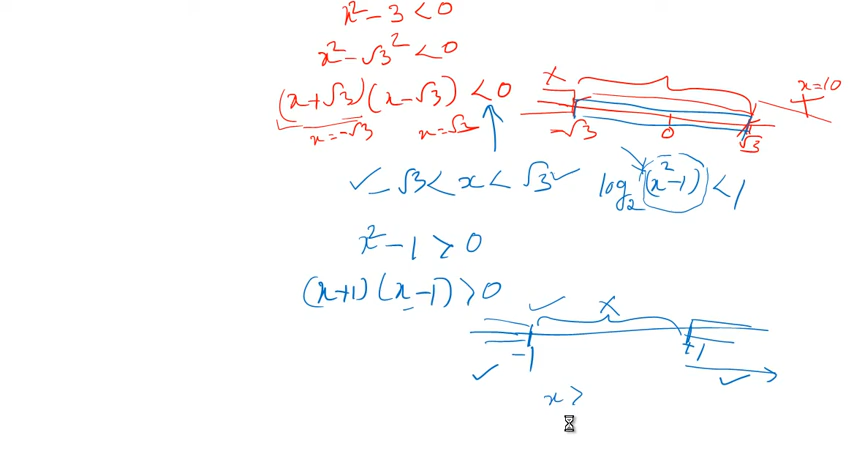 x² - 3 < 0
x² - √3² < 0
(x+√3)(x-√3) < 0
x = -√3 x = √3
x = 10
-√3 0 √3
-√3 < x < √3
log₂(x²-1) < 1
x² - 1 > 0
(x+1)(x-1) > 0
-1 +1
x >